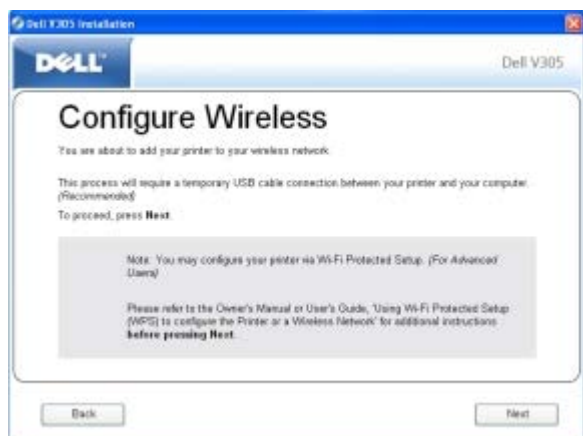 Dell V305 Installation
DELL
Dell V305
Configure Wireless
You are about to add your printer to your wireless network.
This process will require a temporary USB cable connection between your printer and your computer.
(Recommended)
To proceed, press Next.
Note: You may configure your printer via Wi-Fi Protected Setup. (For Advanced
Users)
Please refer to the Owner's Manual or User's Guide, 'Using Wi-Fi Protected Setup
(WPS) to configure the Printer or a Wireless Network' for additional instructions
before pressing Next.
Back
Next